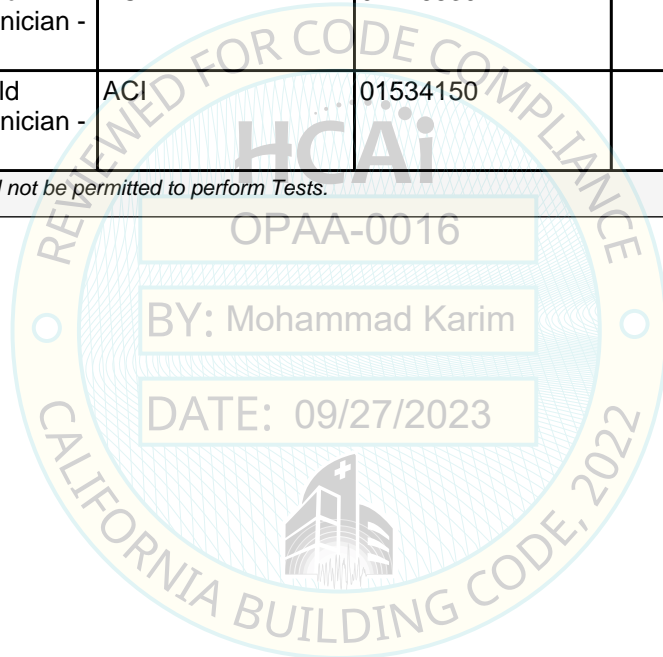 nician -
ld
nician -
ACI
01534150
l not be permitted to perform Tests.
REVIEWED FOR CODE COMPLIANCE
HCAi
OPAA-0016
BY: Mohammad Karim
DATE: 09/27/2023
CALIFORNIA BUILDING CODE, 2022